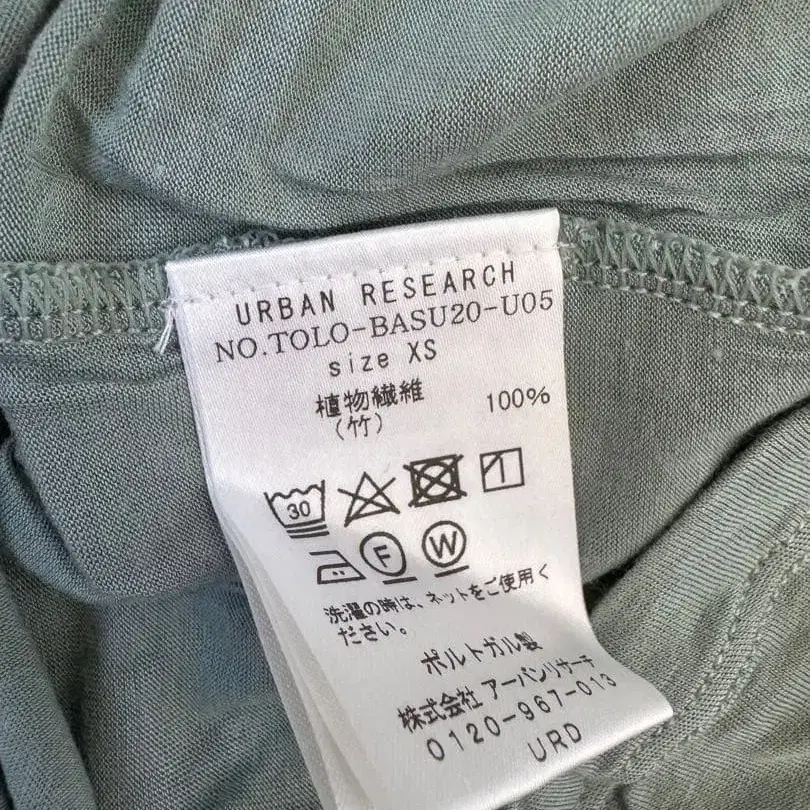 URBAN RESEARCH
NO.TOLO-BASU20-U05
size XS
植物繊維 100%
(竹)
30
F W
洗濯の時は、ネットをご使用く
ださい。
ポルトガル製
株式会社 アーバンリサーチ
0120-967-013
URD